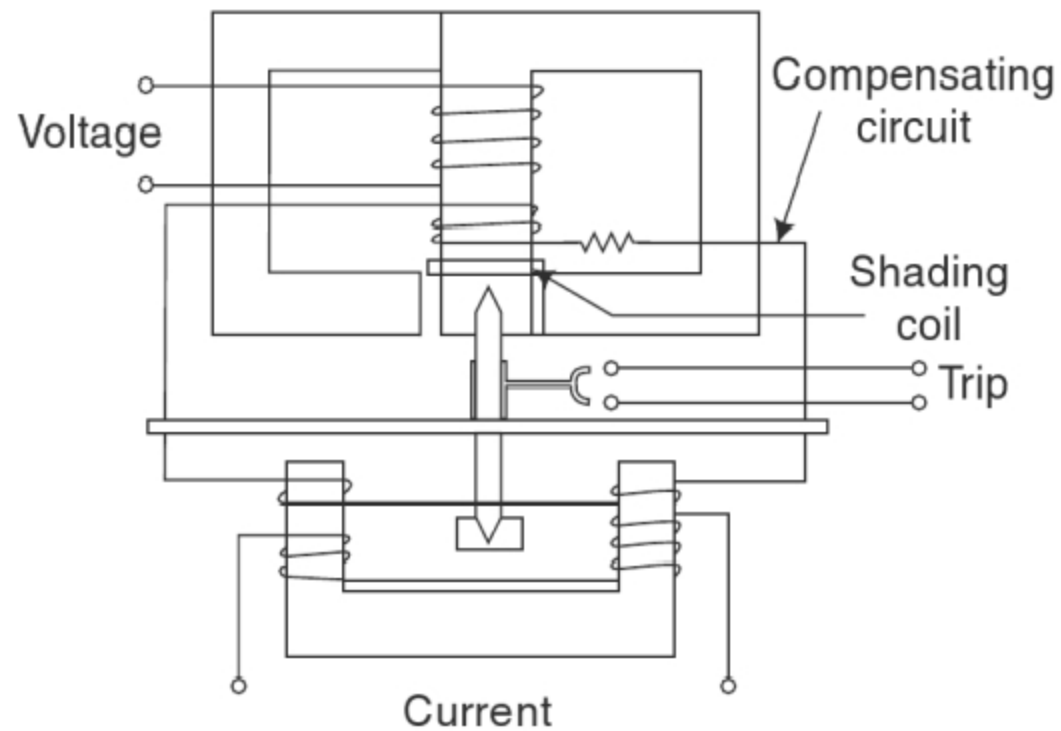 Compensating
circuit
Voltage
Shading
coil
Trip
Current